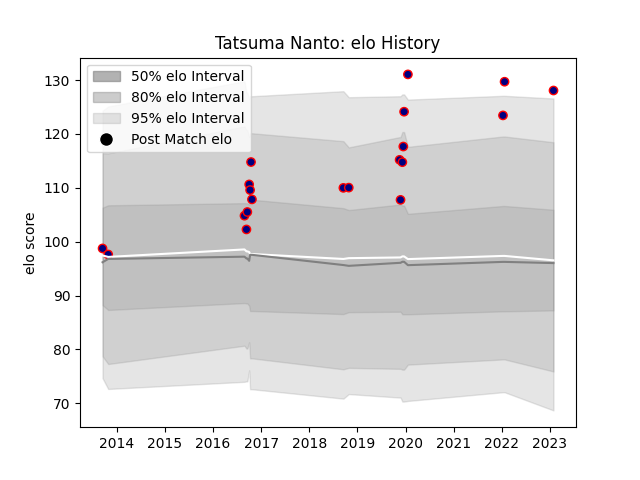 Tatsuma Nanto: elo History
50% elo Interval
80% elo Interval
95% elo Interval
Post Match elo
elo score
130
120
110
100
90
80
70
2014 2015 2016 2017 2018 2019 2020 2021 2022 2023